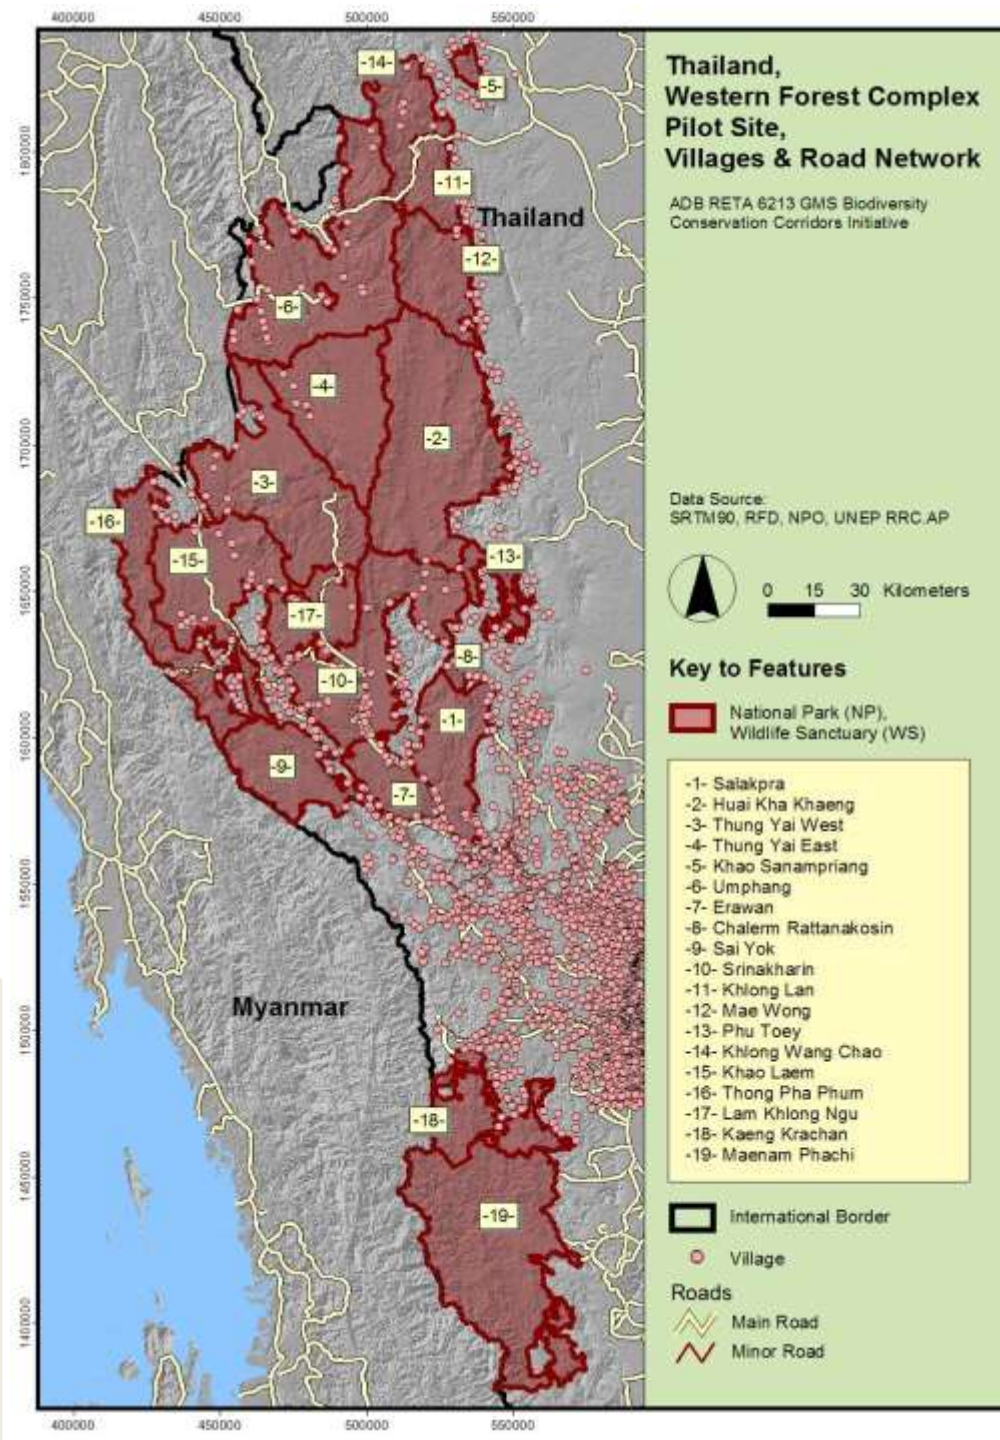 400000 450000 500000 550000
Thailand,
Western Forest Complex
Pilot Site,
Villages & Road Network
ADB RETA 6213 GMS Biodiversity
Conservation Corridors Initiative
-14-
-5-
-11-
Thailand
-12-
-6-
-4-
-2-
-3-
-16-
-15-
-13-
-17-
-8-
-10-
-1-
-9-
-7-
Myanmar
-18-
-19-
1800000
1750000
1700000
1650000
1600000
1550000
1500000
1450000
1400000
Data Source:
SRTM90, RFD, NPO, UNEP RRC.AP
0 15 30 Kilometers
Key to Features
National Park (NP),
Wildlife Sanctuary (WS)
-1- Salakpra
-2- Huai Kha Khaeng
-3- Thung Yai West
-4- Thung Yai East
-5- Khao Sanampriang
-6- Umphang
-7- Erawan
-8- Chalerm Rattanakosin
-9- Sai Yok
-10- Srinakharin
-11- Khlong Lan
-12- Mae Wong
-13- Phu Toey
-14- Khlong Wang Chao
-15- Khao Laem
-16- Thong Pha Phum
-17- Lam Khlong Ngu
-18- Kaeng Krachan
-19- Maenam Phachi
International Border
Village
Roads
Main Road
Minor Road
400000 450000 500000 550000